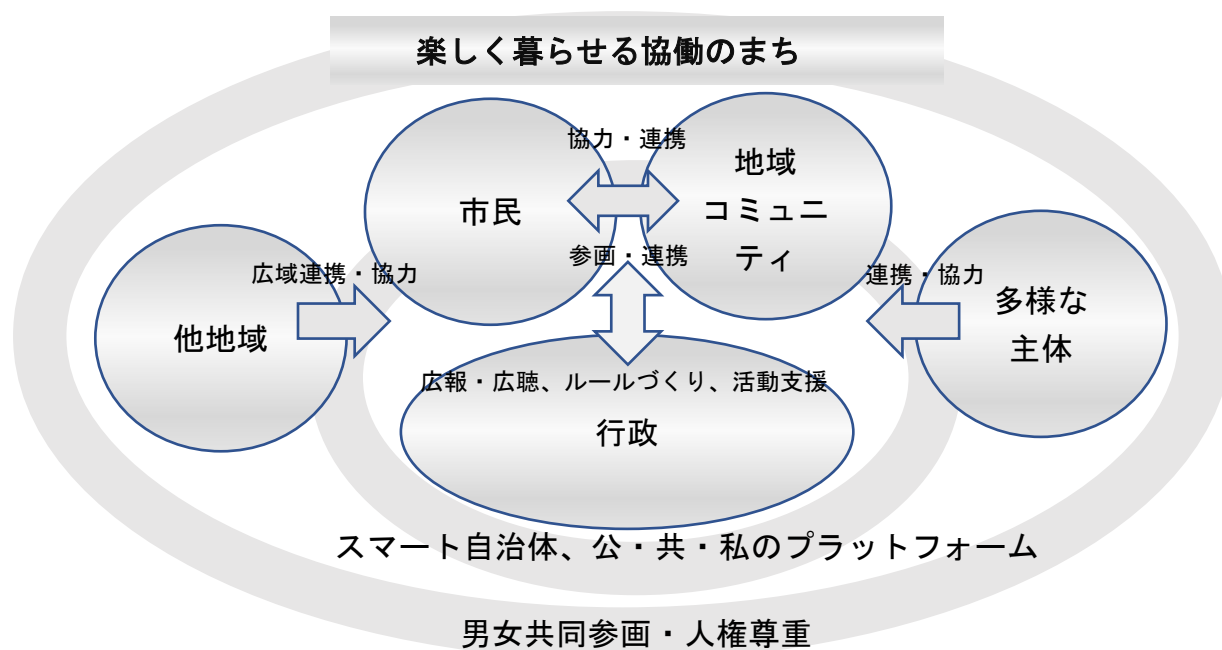 楽しく暮らせる協働のまち
協力・連携
市民
地域
コミュニ
ティ
参画・連携
広域連携・協力
連携・協力
他地域
多様な
主体
広報・広聴、ルールづくり、活動支援
行政
スマート自治体、公・共・私のプラットフォーム
男女共同参画・人権尊重